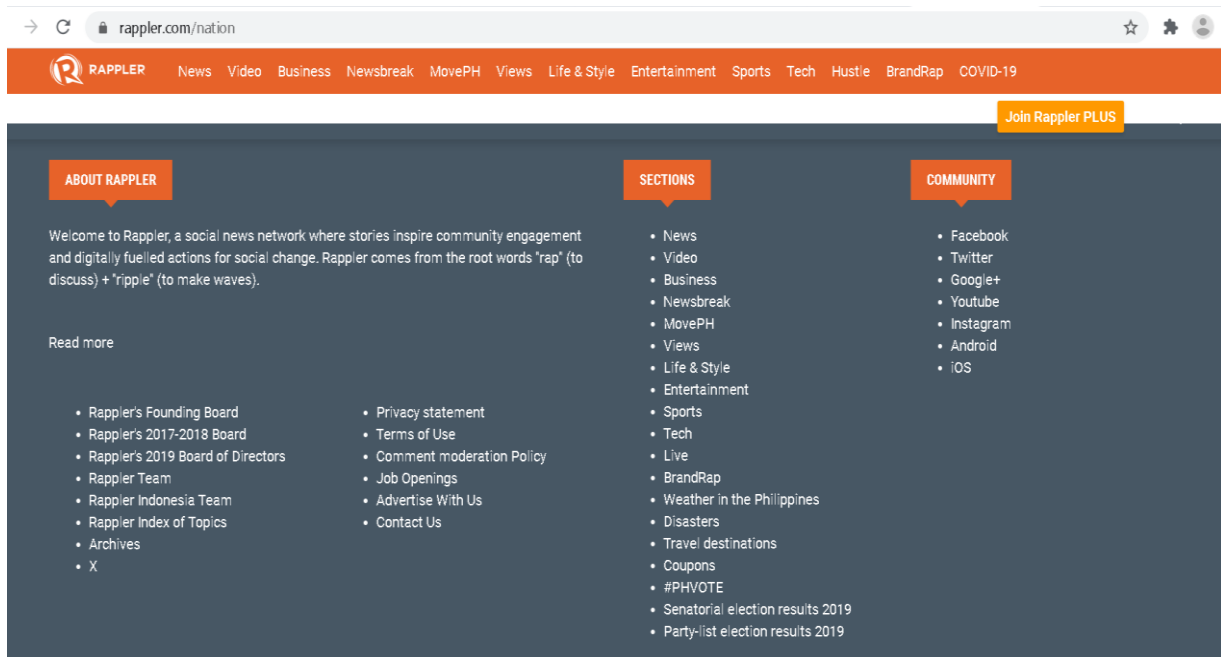 rappler.com/nation
RAPPLER News Video Business Newsbreak MovePH Views Life & Style Entertainment Sports Tech Hustle BrandRap COVID-19
Join Rappler PLUS
ABOUT RAPPLER
Welcome to Rappler, a social news network where stories inspire community engagement
and digitally fuelled actions for social change. Rappler comes from the root words "rap" (to
discuss) + "ripple" (to make waves).
Read more
• Rappler's Founding Board
• Rappler's 2017-2018 Board
• Rappler's 2019 Board of Directors
• Rappler Team
• Rappler Indonesia Team
• Rappler Index of Topics
• Archives
• X
• Privacy statement
• Terms of Use
• Comment moderation Policy
• Job Openings
• Advertise With Us
• Contact Us
SECTIONS
• News
• Video
• Business
• Newsbreak
• MovePH
• Views
• Life & Style
• Entertainment
• Sports
• Tech
• Live
• BrandRap
• Weather in the Philippines
• Disasters
• Travel destinations
• Coupons
• #PHVOTE
• Senatorial election results 2019
• Party-list election results 2019
COMMUNITY
• Facebook
• Twitter
• Google+
• Youtube
• Instagram
• Android
• iOS